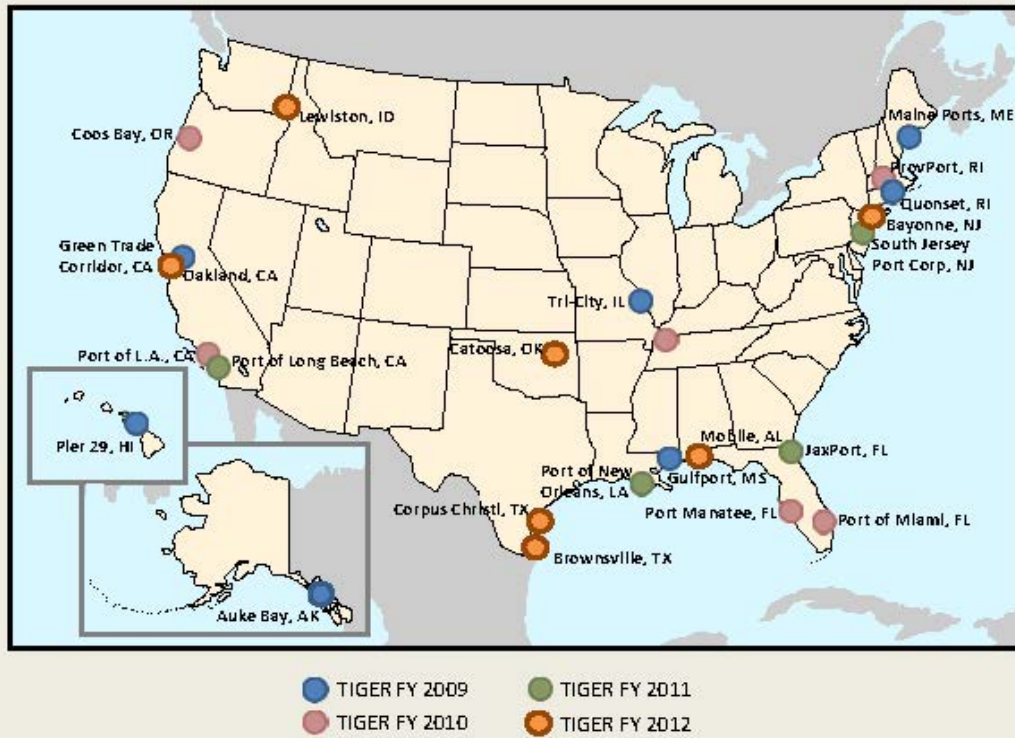 Maine Ports, ME
Lewiston, ID
Coos Bay, OR
ProvPort, RI
Quonset, RI
Bayonne, NJ
South Jersey
Port Corp, NJ
Green Trade
Corridor, CA
Oakland, CA
Tri-City, IL
Catoosa, OK
Port of L.A., CA
Port of Long Beach, CA
Pier 29, HI
Mobile, AL
JaxPort, FL
Port of New
Orleans, LA
Gulfport, MS
Corpus Christi, TX
Port Manatee, FL
Port of Miami, FL
Brownsville, TX
Auke Bay, AK
TIGER FY 2009
TIGER FY 2011
TIGER FY 2010
TIGER FY 2012